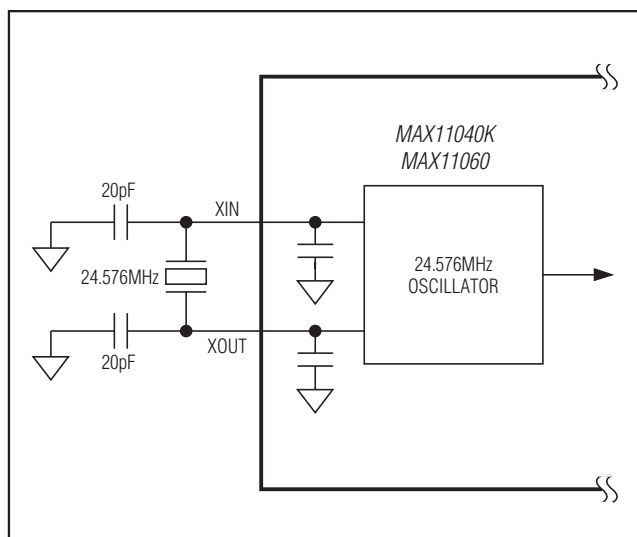 MAX11040K
MAX11060
20pF
XIN
24.576MHz
24.576MHz
OSCILLATOR
XOUT
20pF